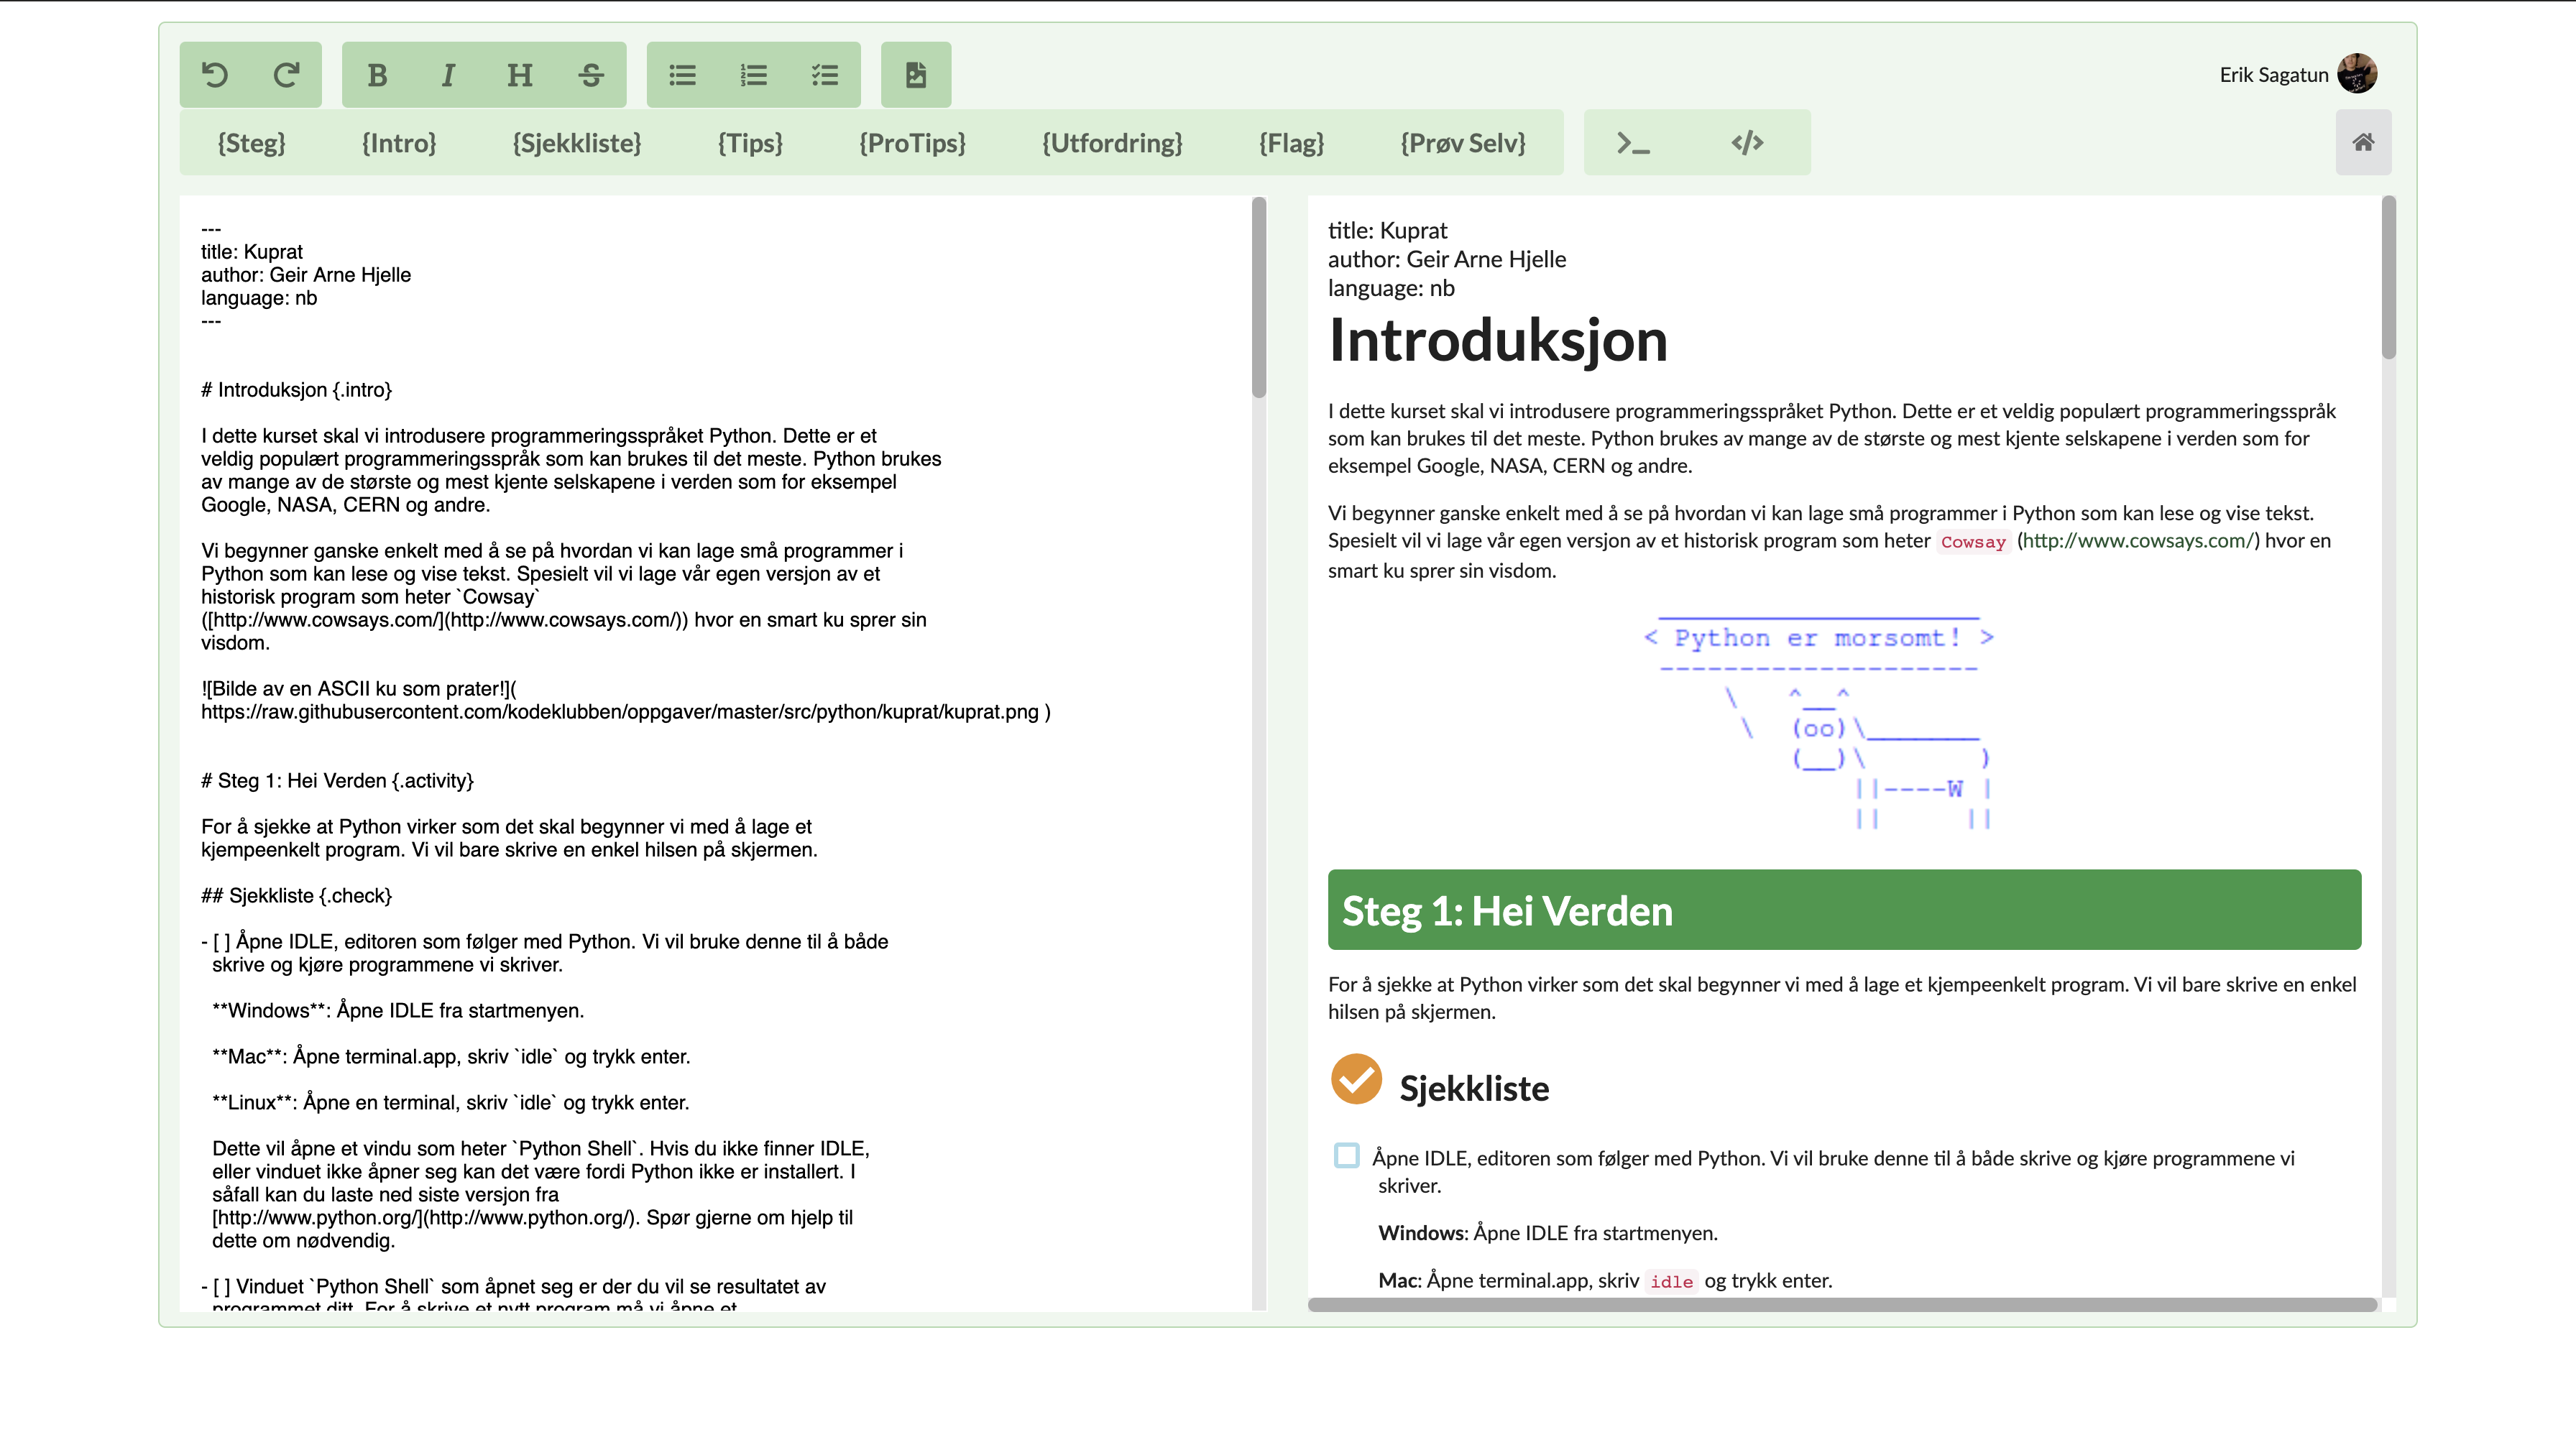 B I H S
Erik Sagatun
{Steg} {Intro} {Sjekkliste} {Tips} {ProTips} {Utfordring} {Flag} {Prøv Selv} >_ </>
---
title: Kuprat
author: Geir Arne Hjelle
language: nb
---
# Introduksjon {.intro}
I dette kurset skal vi introdusere programmeringsspråket Python. Dette er et
veldig populært programmeringsspråk som kan brukes til det meste. Python brukes
av mange av de største og mest kjente selskapene i verden som for eksempel
Google, NASA, CERN og andre.
Vi begynner ganske enkelt med å se på hvordan vi kan lage små programmer i
Python som kan lese og vise tekst. Spesielt vil vi lage vår egen versjon av et
historisk program som heter `Cowsay`
([http://www.cowsays.com/](http://www.cowsays.com/)) hvor en smart ku sprer sin
visdom.
![Bilde av en ASCII ku som prater!](
https://raw.githubusercontent.com/kodeklubben/oppgaver/master/src/python/kuprat/kuprat.png )
# Steg 1: Hei Verden {.activity}
For å sjekke at Python virker som det skal begynner vi med å lage et
kjempeenkelt program. Vi vil bare skrive en enkel hilsen på skjermen.
## Sjekkliste {.check}
- [ ] Åpne IDLE, editoren som følger med Python. Vi vil bruke denne til å både
skrive og kjøre programmene vi skriver.
**Windows**: Åpne IDLE fra startmenyen.
**Mac**: Åpne terminal.app, skriv `idle` og trykk enter.
**Linux**: Åpne en terminal, skriv `idle` og trykk enter.
Dette vil åpne et vindu som heter `Python Shell`. Hvis du ikke finner IDLE,
eller vinduet ikke åpner seg kan det være fordi Python ikke er installert. I
såfall kan du laste ned siste versjon fra
[http://www.python.org/](http://www.python.org/). Spør gjerne om hjelp til
dette om nødvendig.
- [ ] Vinduet `Python Shell` som åpnet seg er der du vil se resultatet av
programmet ditt. For å skrive et nytt program må vi åpne et
title: Kuprat
author: Geir Arne Hjelle
language: nb
Introduksjon
I dette kurset skal vi introdusere programmeringsspråket Python. Dette er et veldig populært programmeringsspråk
som kan brukes til det meste. Python brukes av mange av de største og mest kjente selskapene i verden som for
eksempel Google, NASA, CERN og andre.
Vi begynner ganske enkelt med å se på hvordan vi kan lage små programmer i Python som kan lese og vise tekst.
Spesielt vil vi lage vår egen versjon av et historisk program som heter Cowsay (http://www.cowsays.com/) hvor en
smart ku sprer sin visdom.
< Python er morsomt! >
--------------------
\   ^__^
\  (oo)\_______
(__)\       )
||----W |
||     ||
Steg 1: Hei Verden
For å sjekke at Python virker som det skal begynner vi med å lage et kjempeenkelt program. Vi vil bare skrive en enkel
hilsen på skjermen.
Sjekkliste
Åpne IDLE, editoren som følger med Python. Vi vil bruke denne til å både skrive og kjøre programmene vi
skriver.
Windows: Åpne IDLE fra startmenyen.
Mac: Åpne terminal.app, skriv idle og trykk enter.